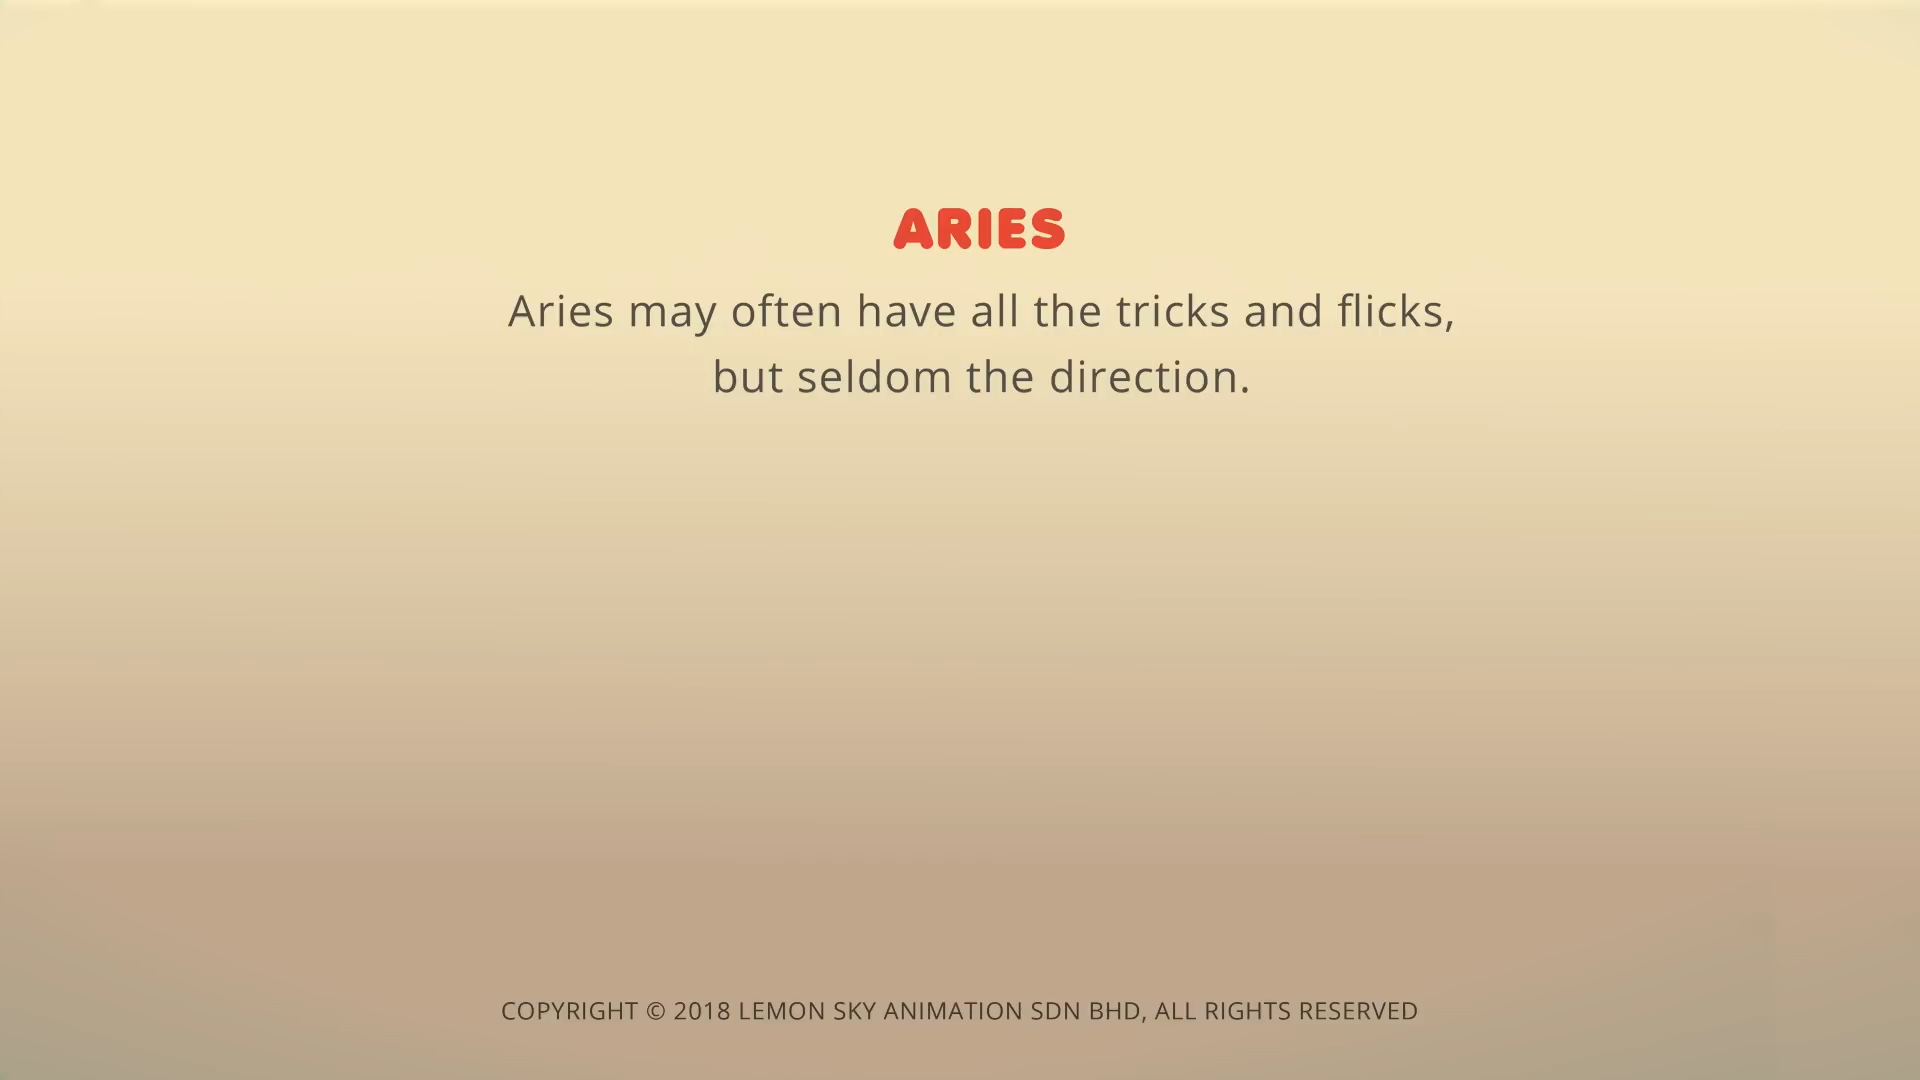 ARIES
Aries may often have all the tricks and flicks,
but seldom the direction.
COPYRIGHT © 2018 LEMON SKY ANIMATION SDN BHD, ALL RIGHTS RESERVED